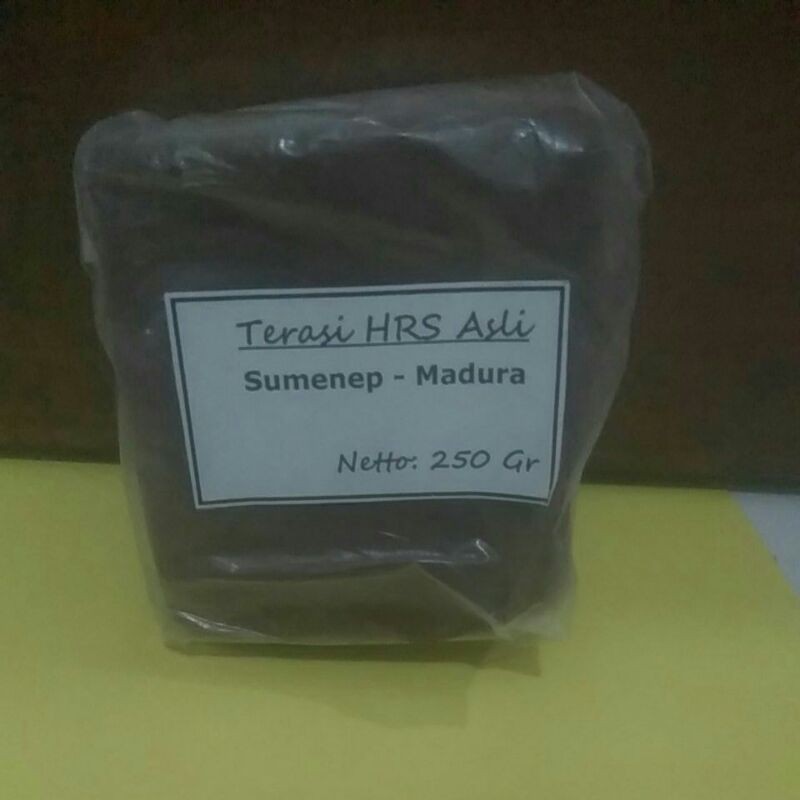 Terasi HRS Asli
Sumenep - Madura
Netto: 250 Gr